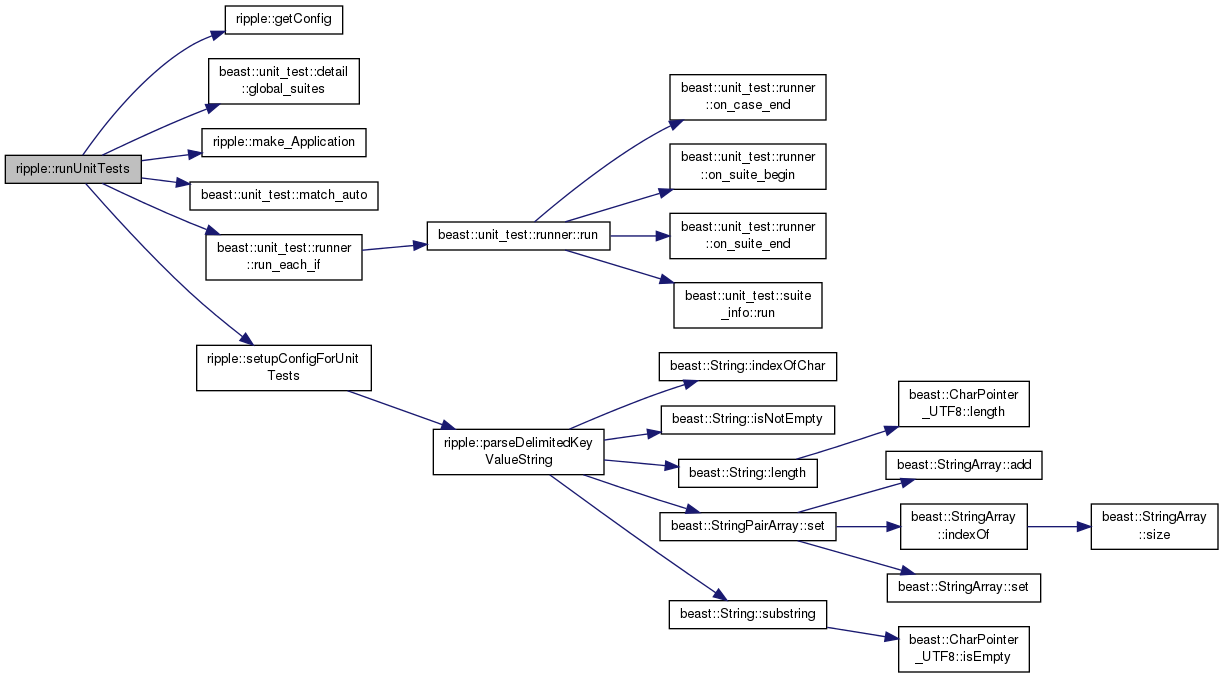 ripple::runUnitTests
ripple::getConfig
beast::unit_test::detail
::global_suites
ripple::make_Application
beast::unit_test::match_auto
beast::unit_test::runner
::run_each_if
ripple::setupConfigForUnit
Tests
beast::unit_test::runner::run
beast::unit_test::runner
::on_case_end
beast::unit_test::runner
::on_suite_begin
beast::unit_test::runner
::on_suite_end
beast::unit_test::suite
_info::run
ripple::parseDelimitedKey
ValueString
beast::String::indexOfChar
beast::String::isNotEmpty
beast::String::length
beast::StringPairArray::set
beast::String::substring
beast::CharPointer
_UTF8::length
beast::StringArray::add
beast::StringArray
::indexOf
beast::StringArray::set
beast::CharPointer
_UTF8::isEmpty
beast::StringArray
::size